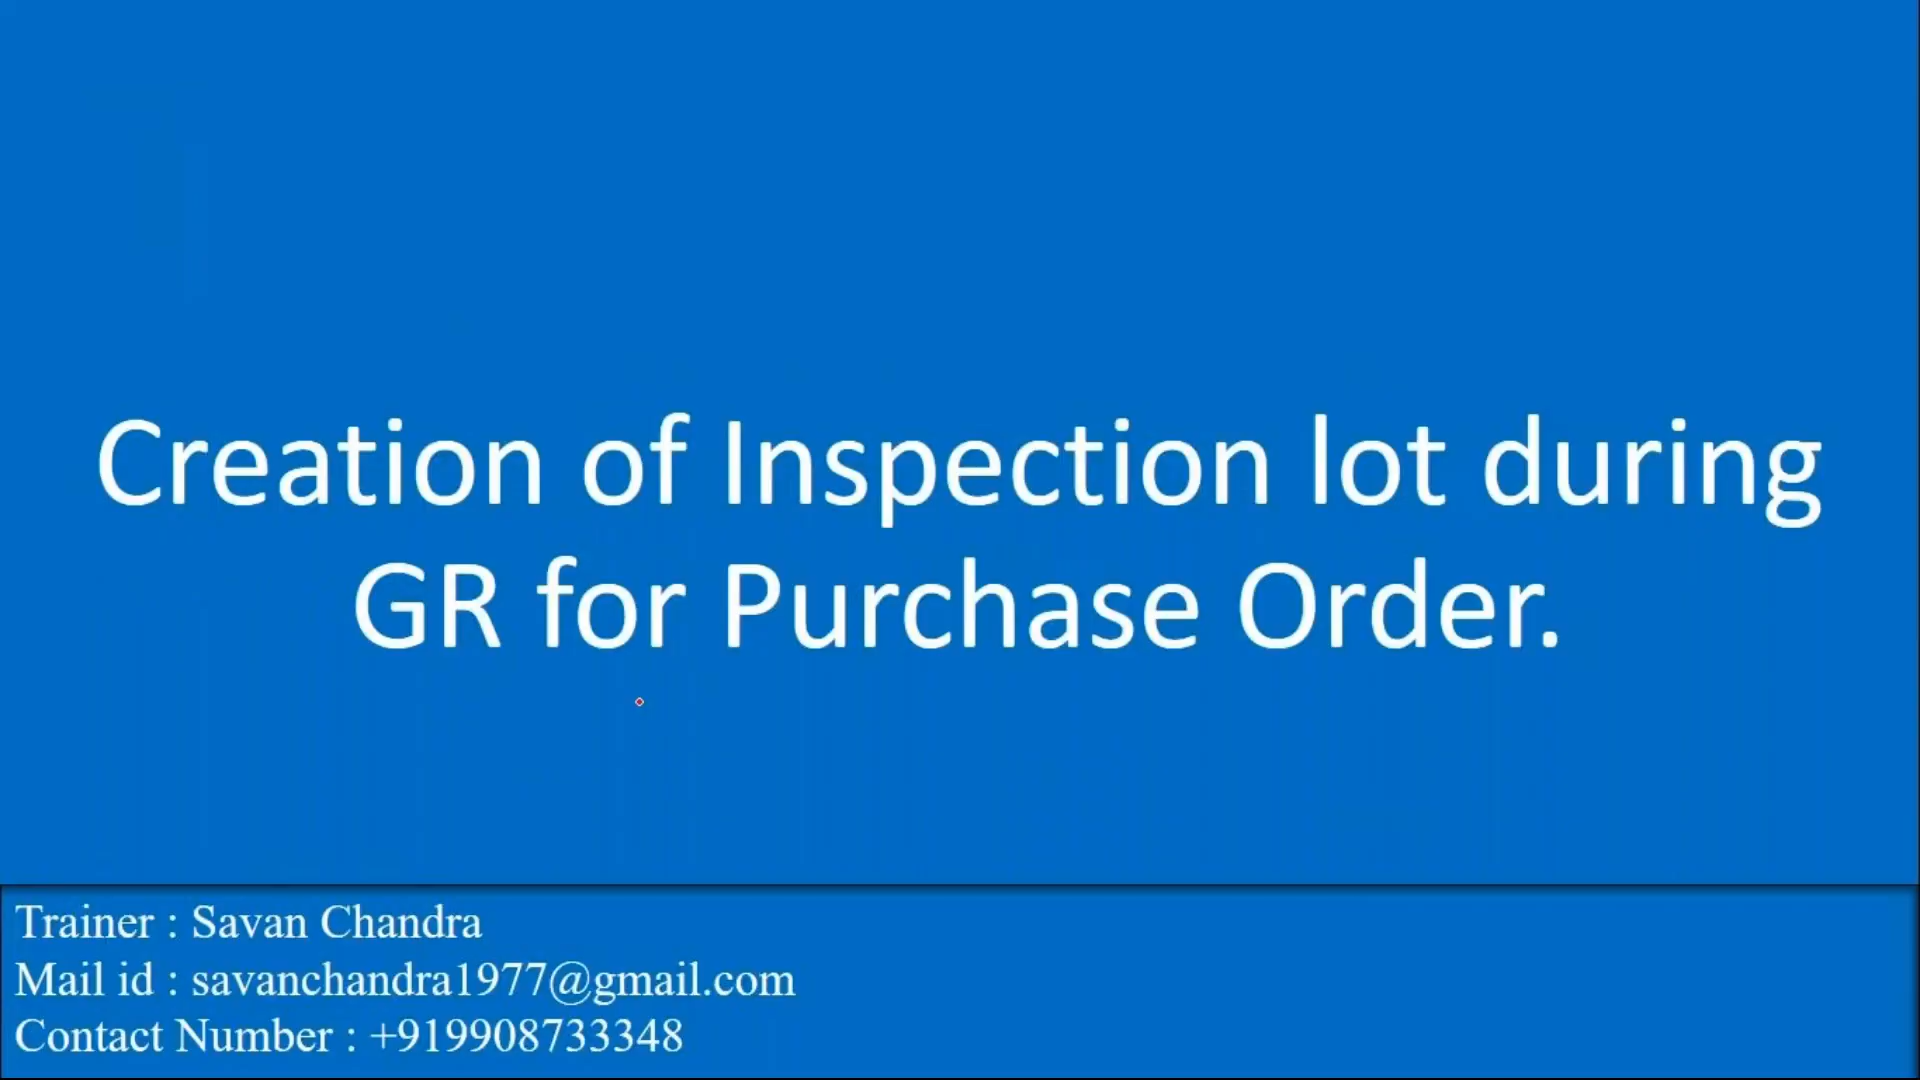 Creation of Inspection lot during
GR for Purchase Order.
Trainer : Savan Chandra
Mail id : savanchandra1977@gmail.com
Contact Number : +919908733348